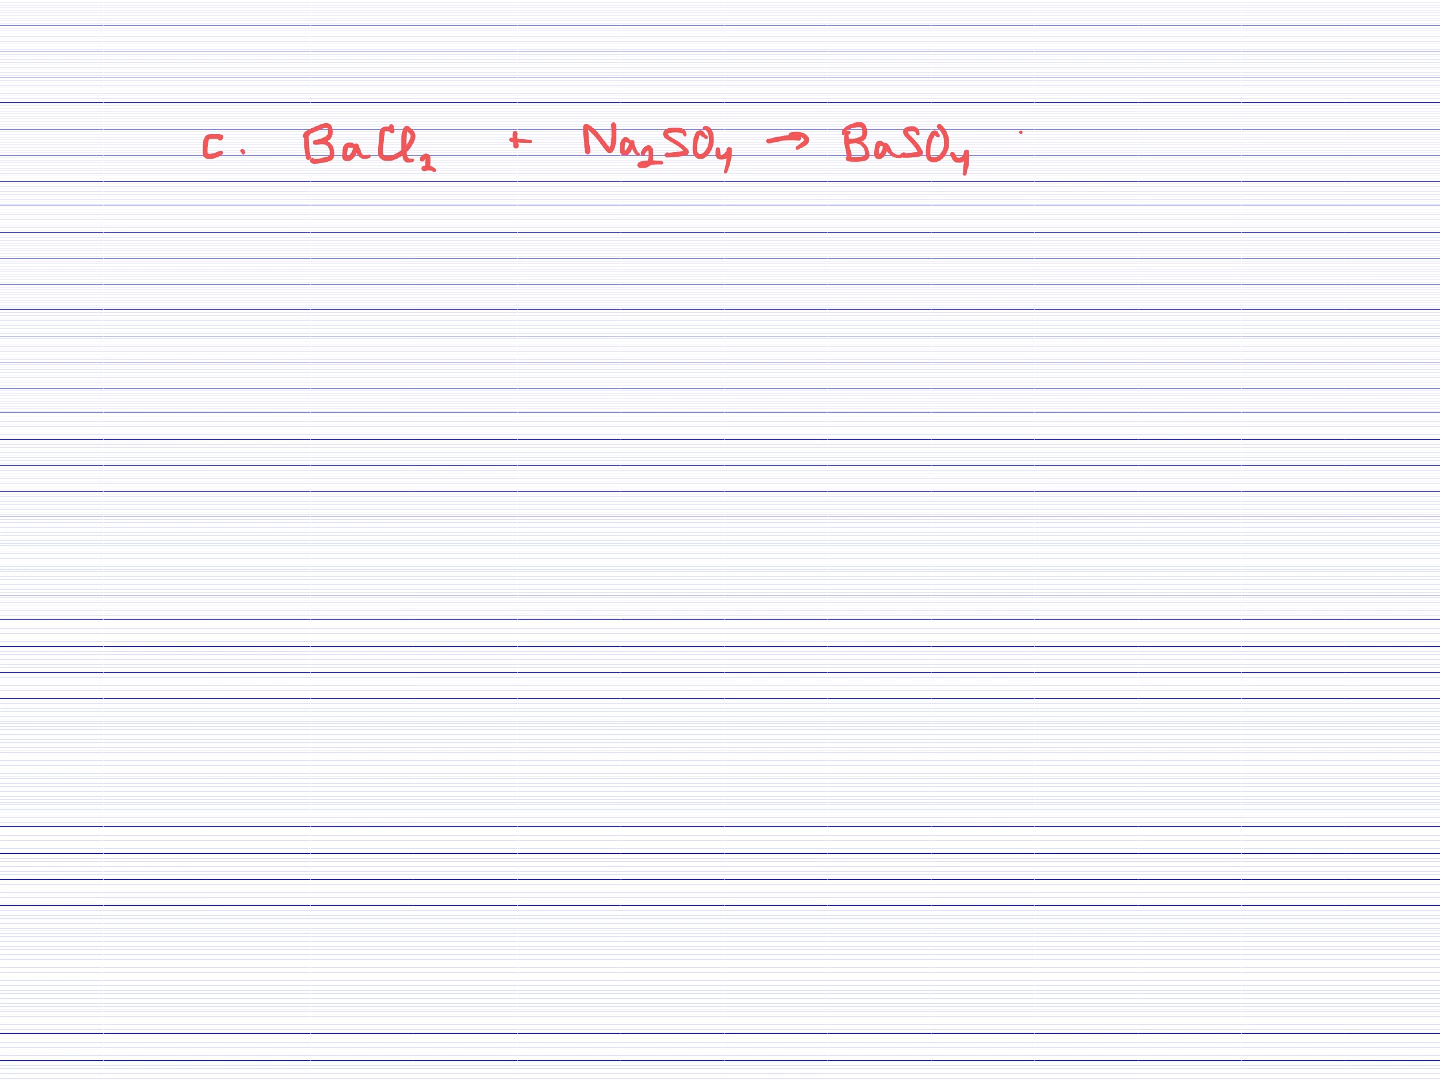 c. BaCl₂ + Na₂SO₄ → BaSO₄